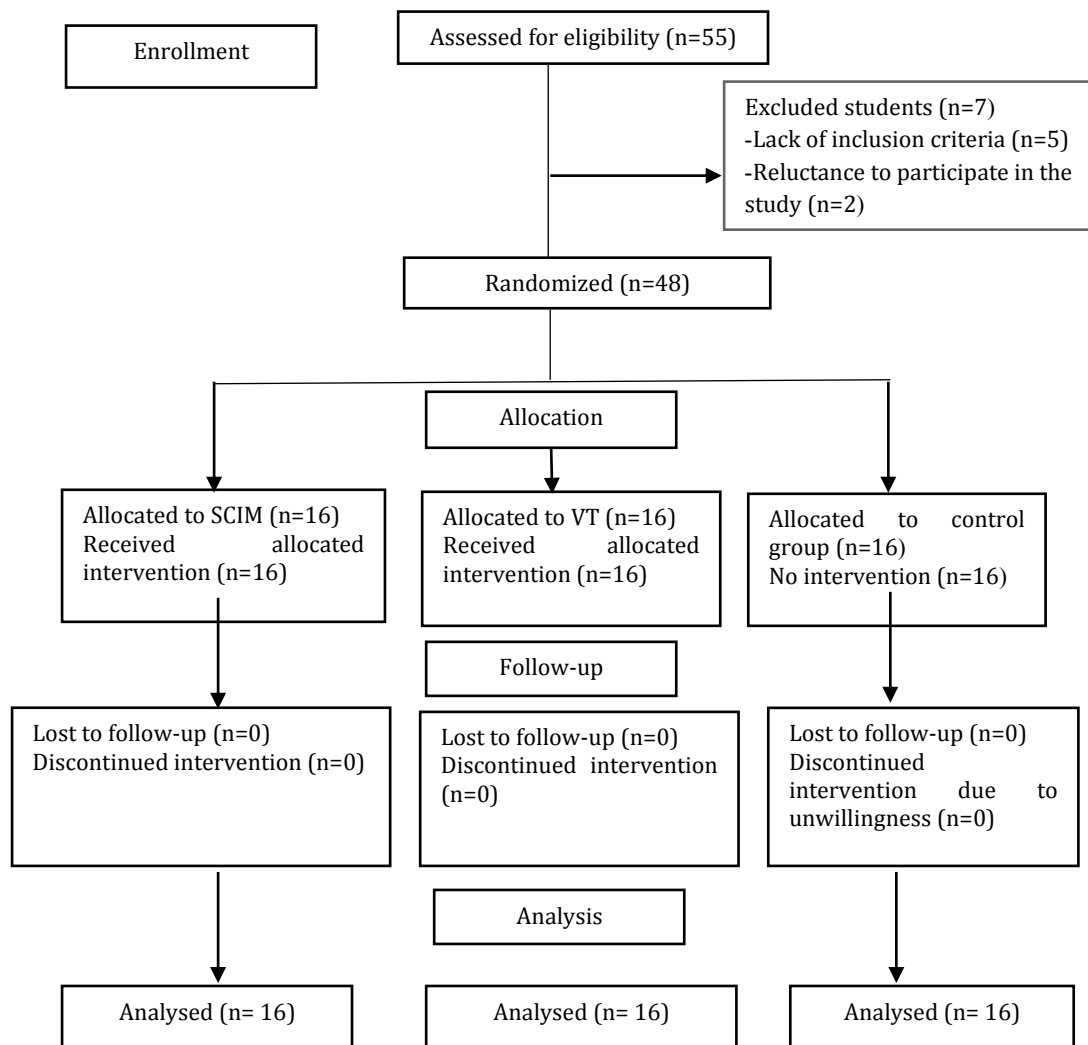 Enrollment
Assessed for eligibility (n=55)
Excluded students (n=7)
-Lack of inclusion criteria (n=5)
-Reluctance to participate in the
study (n=2)
Randomized (n=48)
Allocation
Allocated to SCIM (n=16)
Received allocated
intervention (n=16)
Allocated to VT (n=16)
Received allocated
intervention (n=16)
Allocated to control
group (n=16)
No intervention (n=16)
Follow-up
Lost to follow-up (n=0)
Discontinued intervention (n=0)
Lost to follow-up (n=0)
Discontinued intervention
(n=0)
Lost to follow-up (n=0)
Discontinued
intervention due to
unwillingness (n=0)
Analysis
Analysed (n= 16)
Analysed (n= 16)
Analysed (n= 16)